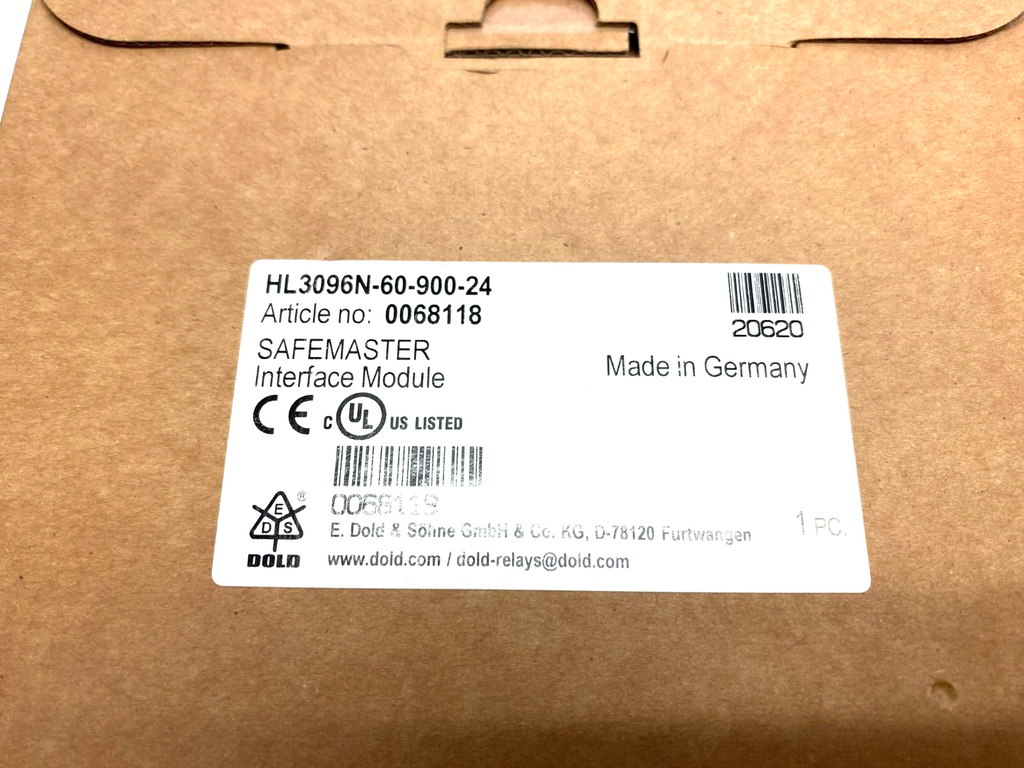 HL3096N-60-900-24
Article no: 0068118
20620
SAFEMASTER
Interface Module
Made in Germany
CE C UL US LISTED
0068118
E D S ®
DOLD
E. Dold & Söhne GmbH & Co. KG, D-78120 Furtwangen
1 PC.
www.dold.com / dold-relays@dold.com